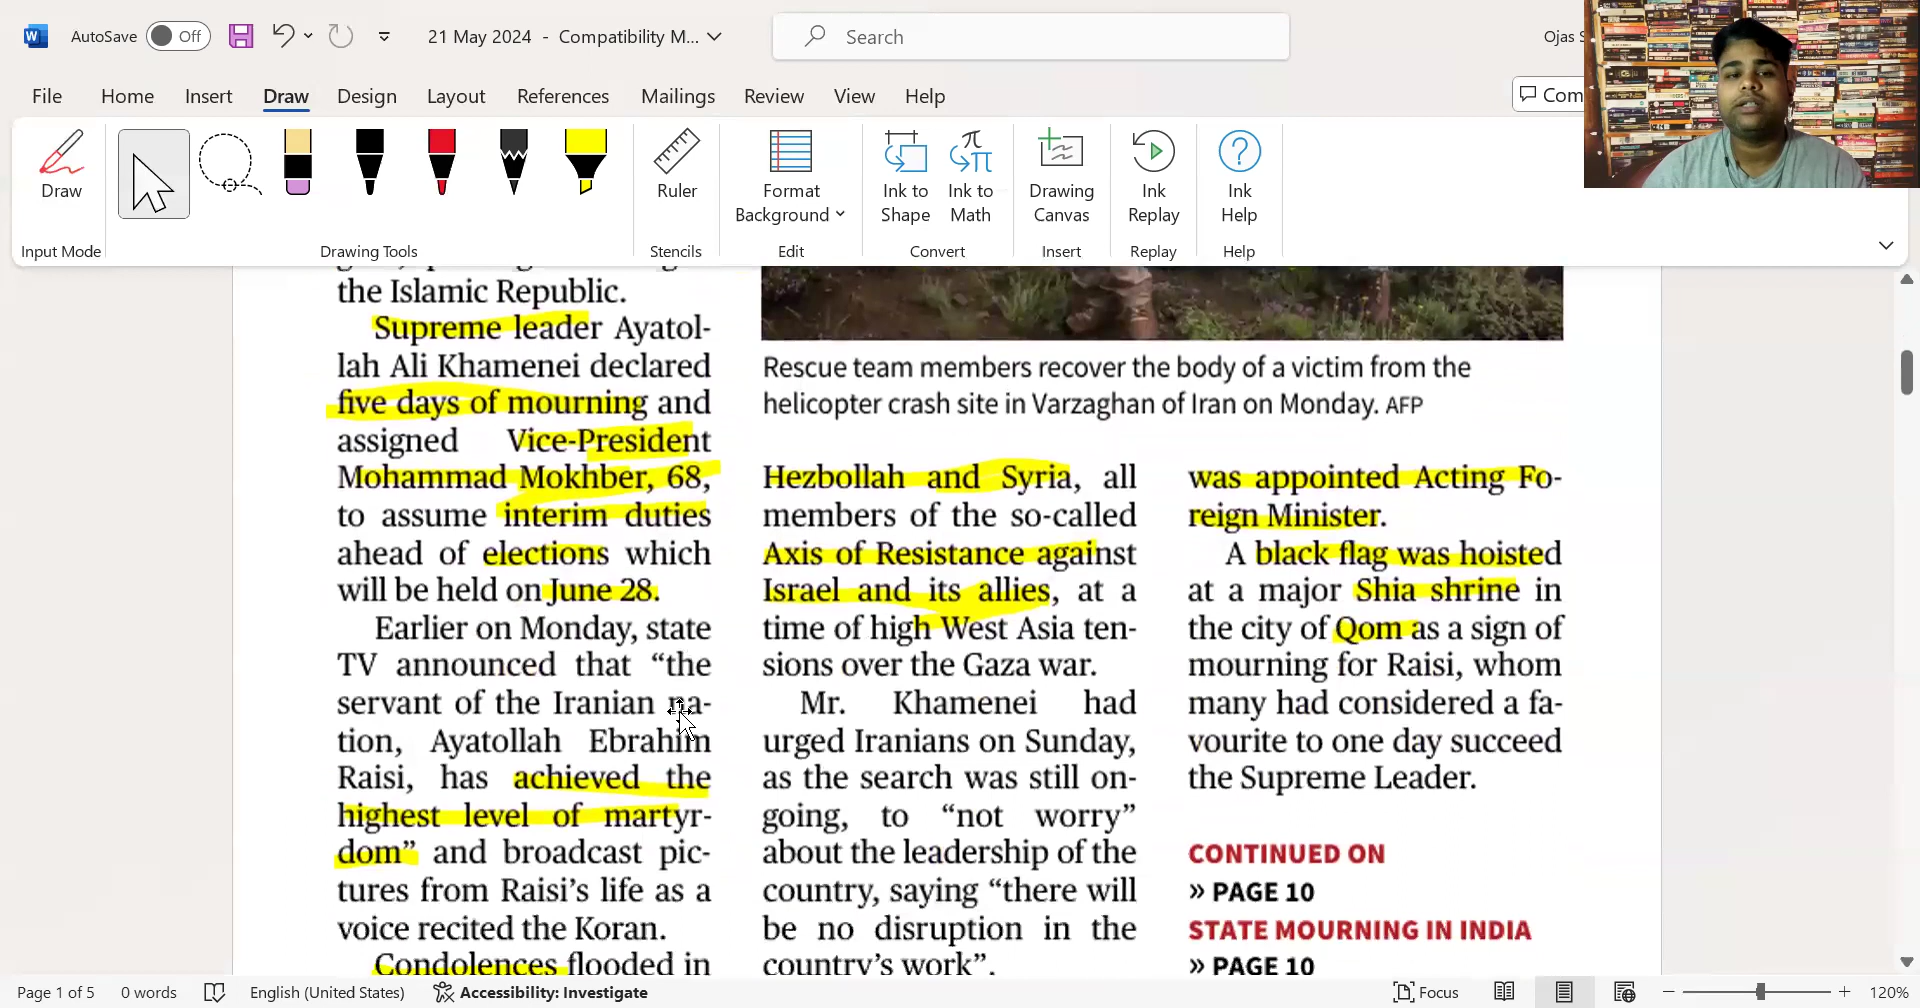 AutoSave Off
21 May 2024 - Compatibility M...
Search
Ojas S
File Home Insert Draw Design Layout References Mailings Review View Help
Com
Draw
Ruler
Format
Background
Ink to
Shape
Ink to
Math
Drawing
Canvas
Ink
Replay
Ink
Help
Input Mode
Drawing Tools
Stencils
Edit
Convert
Insert
Replay
Help
the Islamic Republic.
Supreme leader Ayatol-
lah Ali Khamenei declared
five days of mourning and
assigned Vice-President
Mohammad Mokhber, 68,
to assume interim duties
ahead of elections which
will be held on June 28.
Earlier on Monday, state
TV announced that “the
servant of the Iranian na-
tion, Ayatollah Ebrahim
Raisi, has achieved the
highest level of martyr-
dom” and broadcast pic-
tures from Raisi’s life as a
voice recited the Koran.
Condolences flooded in
Rescue team members recover the body of a victim from the
helicopter crash site in Varzaghan of Iran on Monday. AFP
Hezbollah and Syria, all
members of the so-called
Axis of Resistance against
Israel and its allies, at a
time of high West Asia ten-
sions over the Gaza war.
Mr. Khamenei had
urged Iranians on Sunday,
as the search was still on-
going, to “not worry”
about the leadership of the
country, saying “there will
be no disruption in the
country’s work”.
was appointed Acting Fo-
reign Minister.
A black flag was hoisted
at a major Shia shrine in
the city of Qom as a sign of
mourning for Raisi, whom
many had considered a fa-
vourite to one day succeed
the Supreme Leader.
CONTINUED ON
» PAGE 10
STATE MOURNING IN INDIA
» PAGE 10
Page 1 of 5 0 words English (United States) Accessibility: Investigate Focus 120%